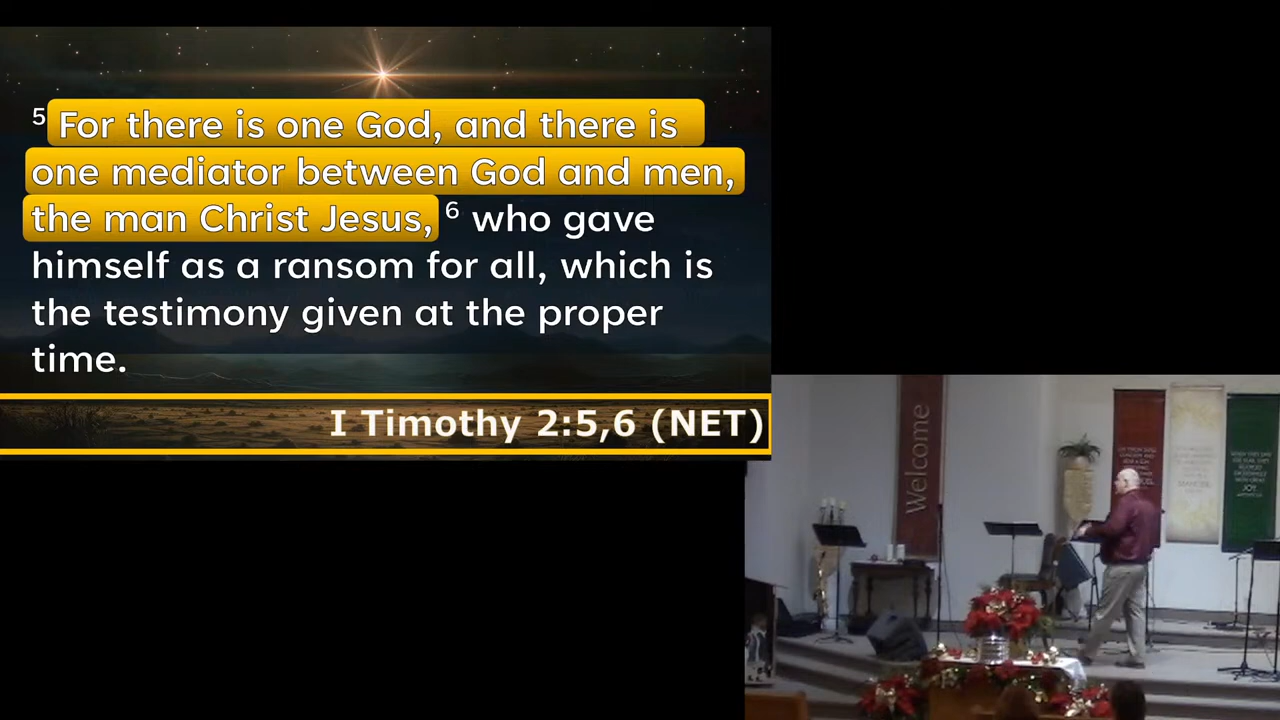 ⁵ For there is one God, and there is
one mediator between God and men,
the man Christ Jesus, ⁶ who gave
himself as a ransom for all, which is
the testimony given at the proper
time.
I Timothy 2:5,6 (NET)
Welcome
JOY